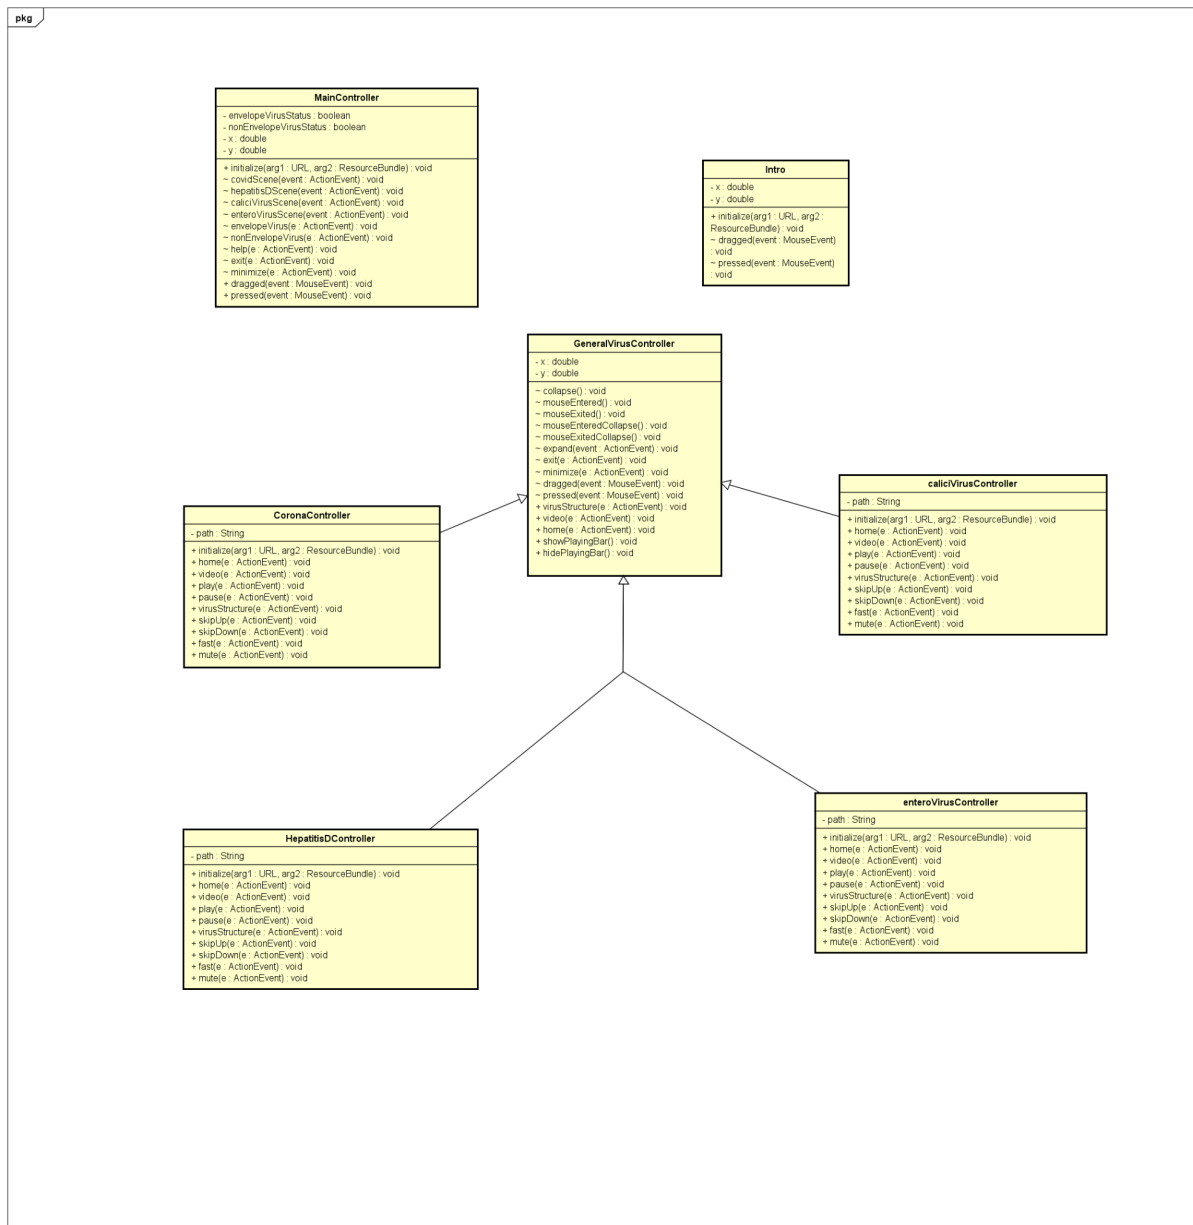 pkg
MainController
- envelopeVirusStatus : boolean
- nonEnvelopeVirusStatus : boolean
- x : double
- y : double
+ initialize(arg1 : URL, arg2 : ResourceBundle) : void
~ covidScene(event : ActionEvent) : void
~ hepatitisDScene(event : ActionEvent) : void
~ caliciVirusScene(event : ActionEvent) : void
~ enteroVirusScene(event : ActionEvent) : void
~ envelopeVirus(e : ActionEvent) : void
~ nonEnvelopeVirus(e : ActionEvent) : void
~ help(e : ActionEvent) : void
~ exit(e : ActionEvent) : void
~ minimize(e : ActionEvent) : void
+ dragged(event : MouseEvent) : void
+ pressed(event : MouseEvent) : void
Intro
- x : double
- y : double
+ initialize(arg1 : URL, arg2 :
ResourceBundle) : void
~ dragged(event : MouseEvent)
: void
~ pressed(event : MouseEvent)
: void
GeneralVirusController
- x : double
- y : double
~ collapse() : void
~ mouseEntered() : void
~ mouseExited() : void
~ mouseEnteredCollapse() : void
~ mouseExitedCollapse() : void
~ expand(event : ActionEvent) : void
~ exit(e : ActionEvent) : void
~ minimize(e : ActionEvent) : void
~ dragged(event : MouseEvent) : void
~ pressed(event : MouseEvent) : void
+ virusStructure(e : ActionEvent) : void
+ video(e : ActionEvent) : void
+ home(e : ActionEvent) : void
+ showPlayingBar() : void
+ hidePlayingBar() : void
CoronaController
- path : String
+ initialize(arg1 : URL, arg2 : ResourceBundle) : void
+ home(e : ActionEvent) : void
+ video(e : ActionEvent) : void
+ play(e : ActionEvent) : void
+ pause(e : ActionEvent) : void
+ virusStructure(e : ActionEvent) : void
+ skipUp(e : ActionEvent) : void
+ skipDown(e : ActionEvent) : void
+ fast(e : ActionEvent) : void
+ mute(e : ActionEvent) : void
caliciVirusController
- path : String
+ initialize(arg1 : URL, arg2 : ResourceBundle) : void
+ home(e : ActionEvent) : void
+ video(e : ActionEvent) : void
+ play(e : ActionEvent) : void
+ pause(e : ActionEvent) : void
+ virusStructure(e : ActionEvent) : void
+ skipUp(e : ActionEvent) : void
+ skipDown(e : ActionEvent) : void
+ fast(e : ActionEvent) : void
+ mute(e : ActionEvent) : void
HepatitisDController
- path : String
+ initialize(arg1 : URL, arg2 : ResourceBundle) : void
+ home(e : ActionEvent) : void
+ video(e : ActionEvent) : void
+ play(e : ActionEvent) : void
+ pause(e : ActionEvent) : void
+ virusStructure(e : ActionEvent) : void
+ skipUp(e : ActionEvent) : void
+ skipDown(e : ActionEvent) : void
+ fast(e : ActionEvent) : void
+ mute(e : ActionEvent) : void
enteroVirusController
- path : String
+ initialize(arg1 : URL, arg2 : ResourceBundle) : void
+ home(e : ActionEvent) : void
+ video(e : ActionEvent) : void
+ play(e : ActionEvent) : void
+ pause(e : ActionEvent) : void
+ virusStructure(e : ActionEvent) : void
+ skipUp(e : ActionEvent) : void
+ skipDown(e : ActionEvent) : void
+ fast(e : ActionEvent) : void
+ mute(e : ActionEvent) : void